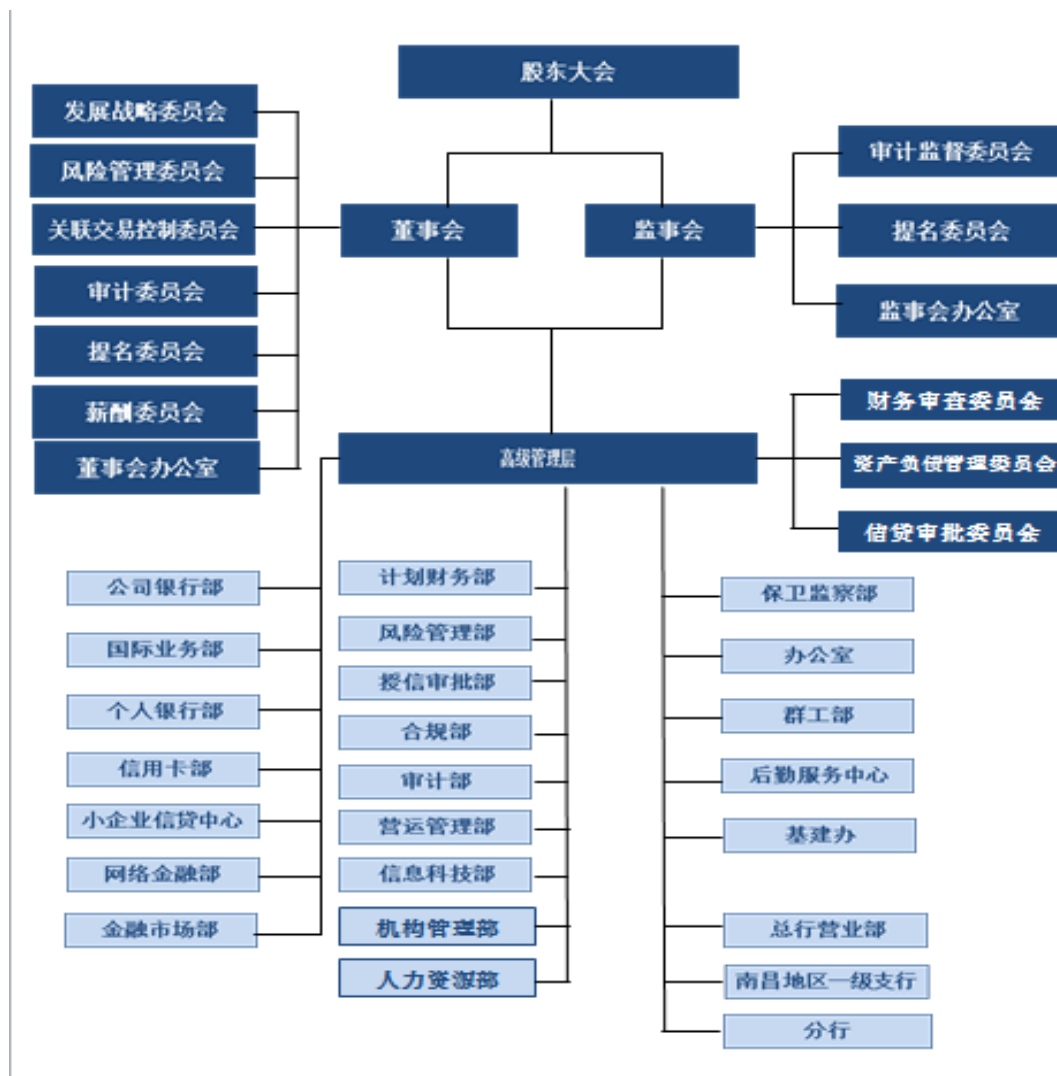 股东大会
发展战略委员会
风险管理委员会
关联交易控制委员会
审计委员会
提名委员会
薪酬委员会
董事会办公室
董事会
监事会
审计监督委员会
提名委员会
监事会办公室
高级管理层
财务审查委员会
资产负债管理委员会
信贷审批委员会
公司银行部
国际业务部
个人银行部
信用卡部
小企业信贷中心
网络金融部
金融市场部
计划财务部
风险管理部
授信审批部
合规部
审计部
营运管理部
信息科技部
机构管理部
人力资源部
保卫监察部
办公室
群工部
后勤服务中心
基建办
总行营业部
南昌地区一级支行
分行